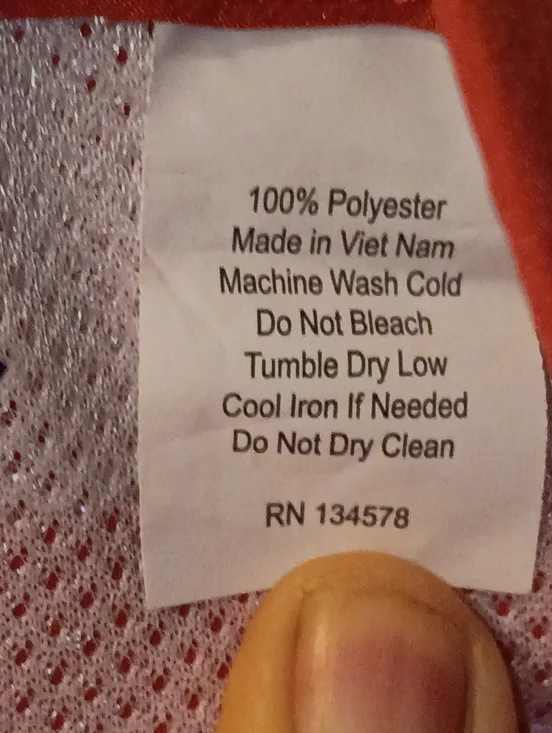 100% Polyester
Made in Viet Nam
Machine Wash Cold
Do Not Bleach
Tumble Dry Low
Cool Iron If Needed
Do Not Dry Clean
RN 134578